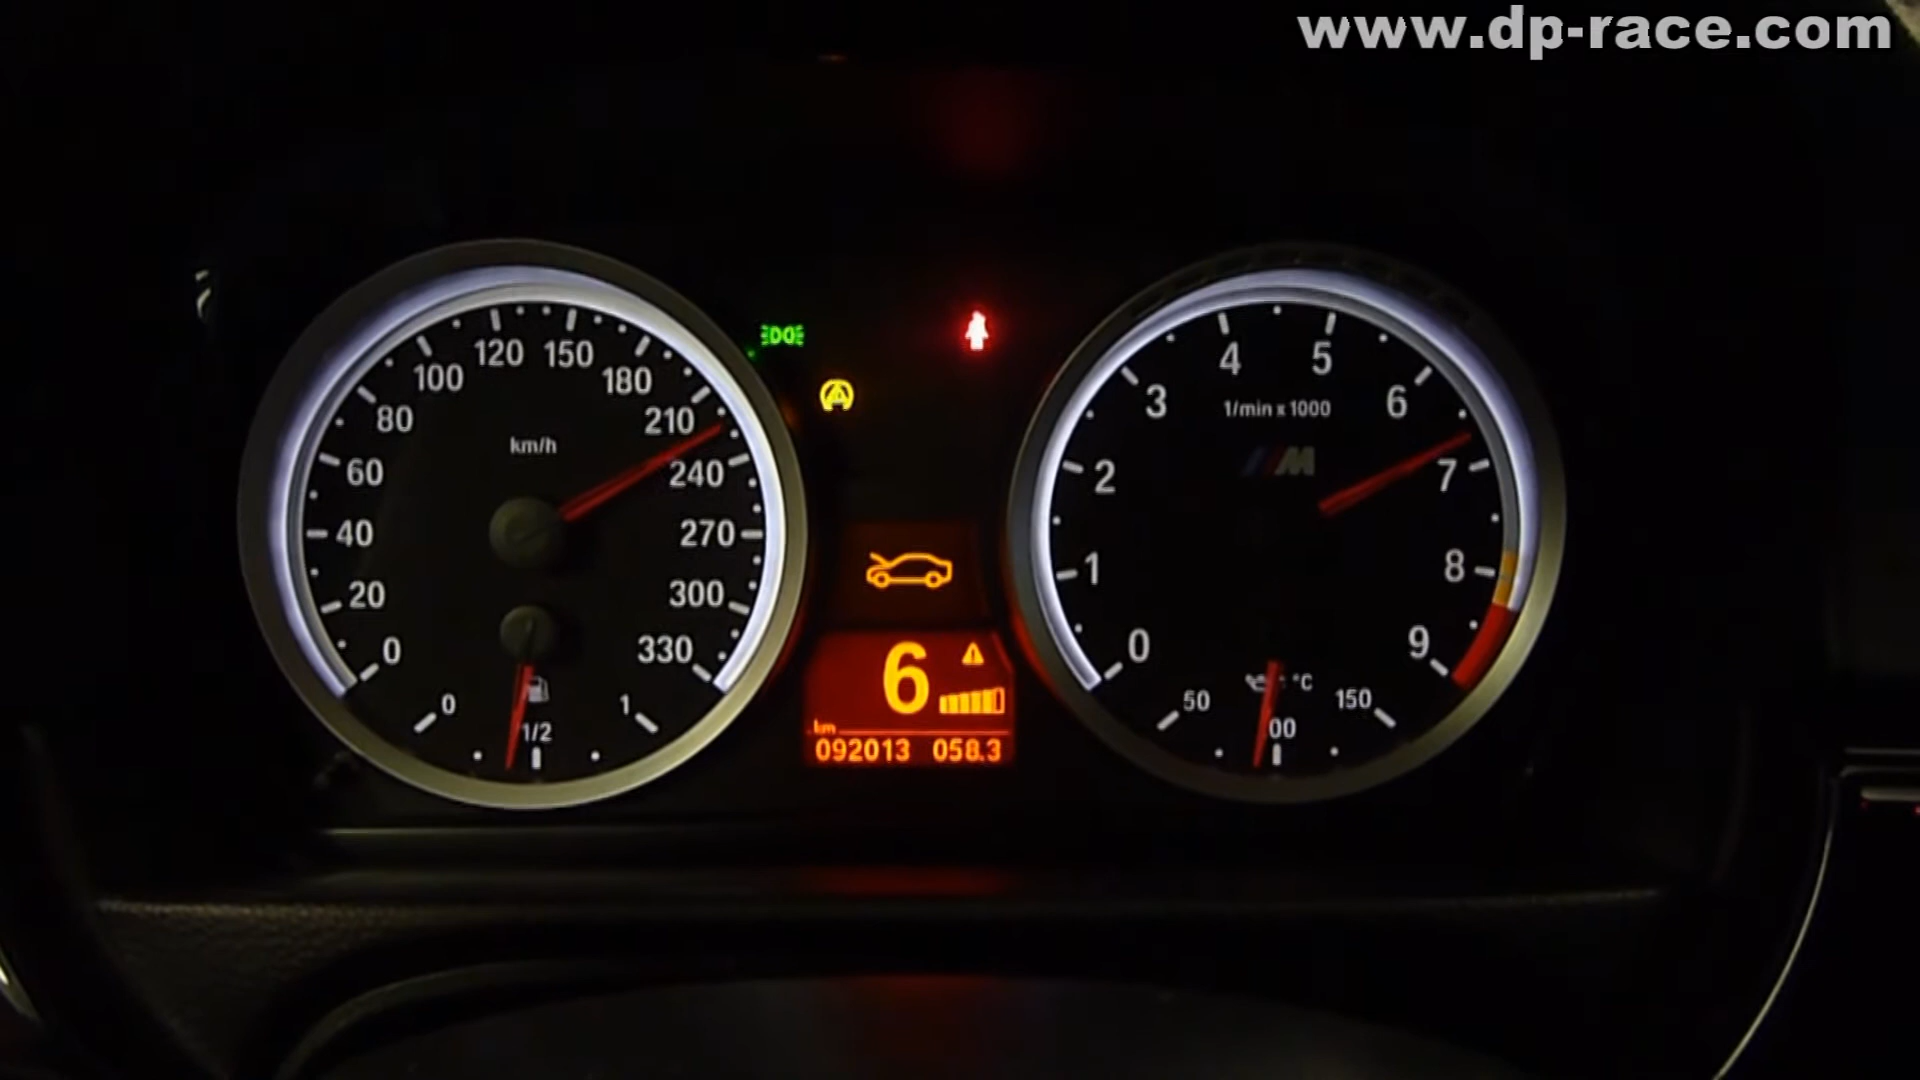 www.dp-race.com
0 20 40 60 80 100 120 150 180 210 240 270 300 330
km/h
0 1/2 1
6
km
092013 058.3
0 1 2 3 4 5 6 7 8 9
1/min x 1000
M
°C
50 00 150